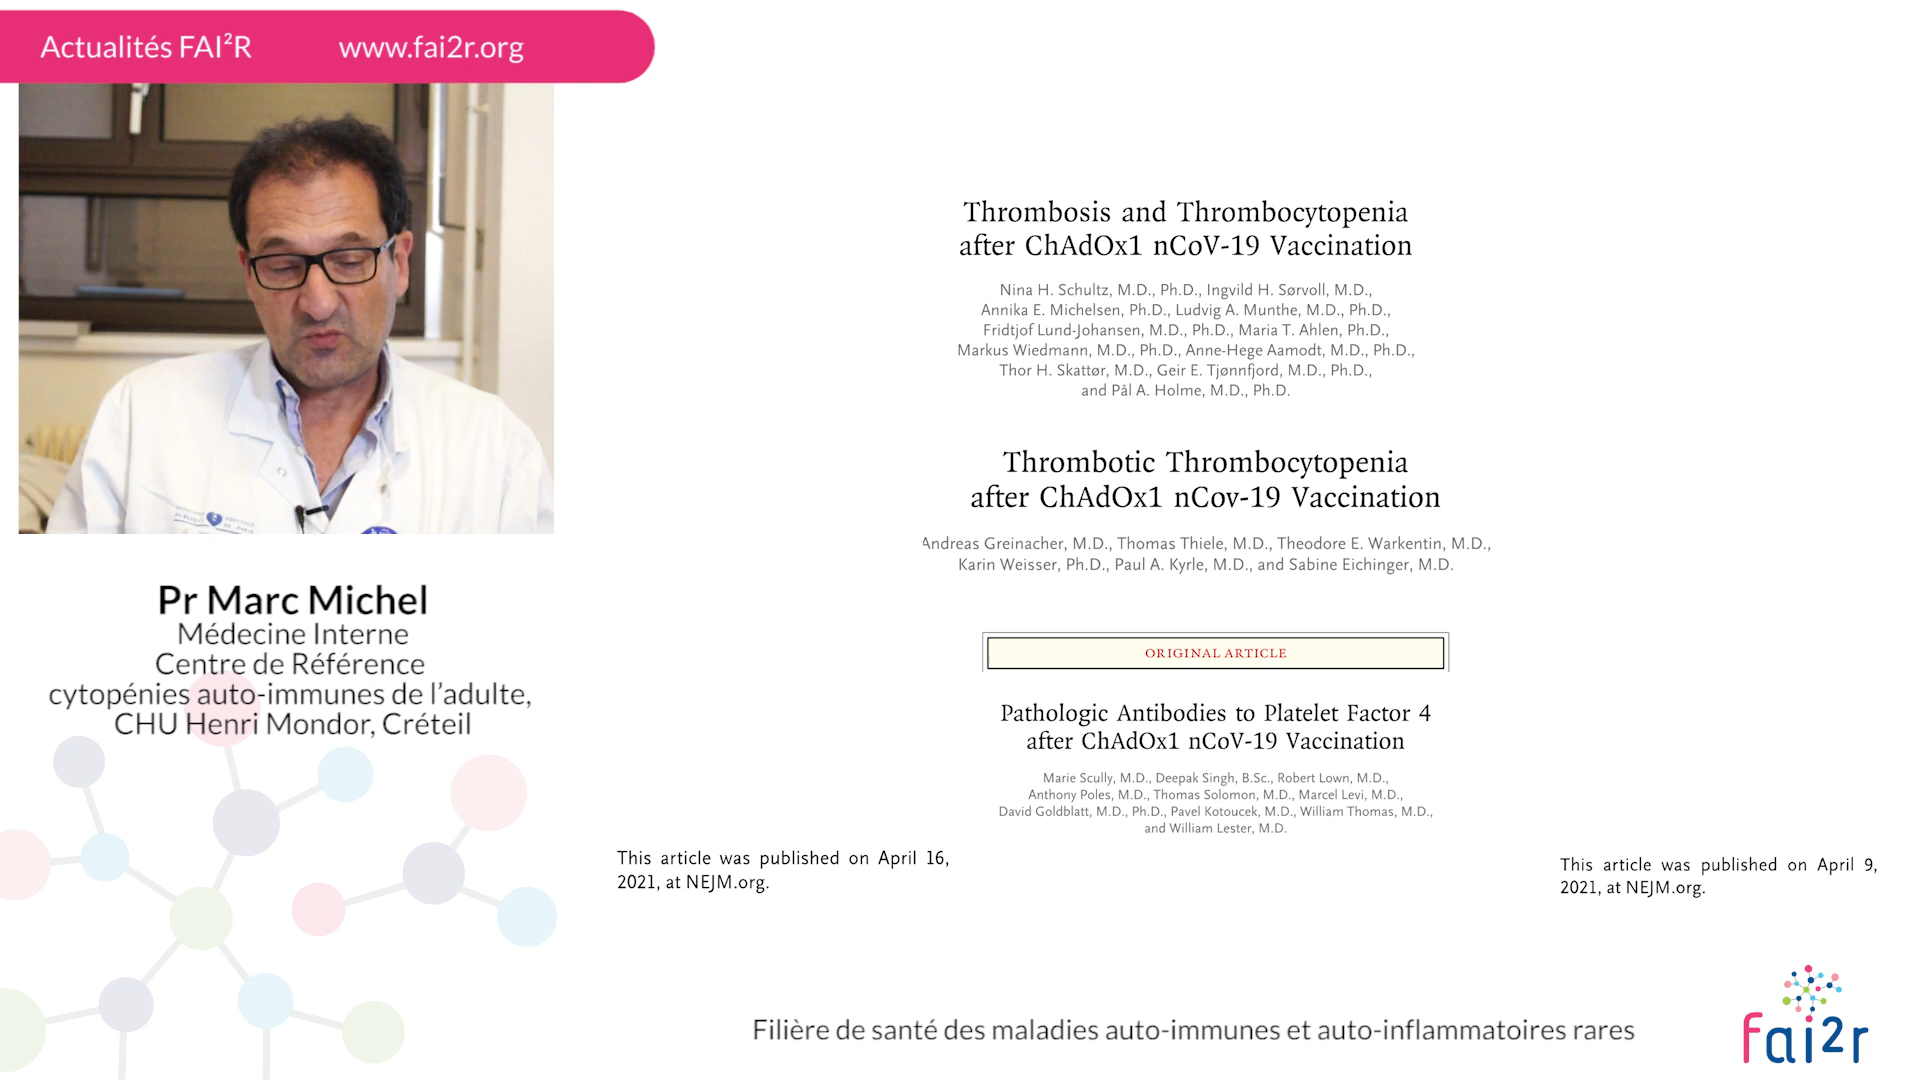 Actualités FAI²R
www.fai2r.org
Pr Marc Michel
Médecine Interne
Centre de Référence
cytopénies auto-immunes de l'adulte,
CHU Henri Mondor, Créteil
Thrombosis and Thrombocytopenia
after ChAdOx1 nCoV-19 Vaccination
Nina H. Schultz, M.D., Ph.D., Ingvild H. Sørvoll, M.D.,
Annika E. Michelsen, Ph.D., Ludvig A. Munthe, M.D., Ph.D.,
Fridtjof Lund-Johansen, M.D., Ph.D., Maria T. Ahlen, Ph.D.,
Markus Wiedmann, M.D., Ph.D., Anne-Hege Aamodt, M.D., Ph.D.,
Thor H. Skattør, M.D., Geir E. Tjønnfjord, M.D., Ph.D.,
and Pål A. Holme, M.D., Ph.D.
Thrombotic Thrombocytopenia
after ChAdOx1 nCov-19 Vaccination
Andreas Greinacher, M.D., Thomas Thiele, M.D., Theodore E. Warkentin, M.D.,
Karin Weisser, Ph.D., Paul A. Kyrle, M.D., and Sabine Eichinger, M.D.
ORIGINAL ARTICLE
Pathologic Antibodies to Platelet Factor 4
after ChAdOx1 nCoV-19 Vaccination
Marie Scully, M.D., Deepak Singh, B.Sc., Robert Lown, M.D.,
Anthony Poles, M.D., Thomas Solomon, M.D., Marcel Levi, M.D.,
David Goldblatt, M.D., Ph.D., Pavel Kotoucek, M.D., William Thomas, M.D.,
and William Lester, M.D.
This article was published on April 16,
2021, at NEJM.org.
This article was published on April 9,
2021, at NEJM.org.
Filière de santé des maladies auto-immunes et auto-inflammatoires rares
fai2r